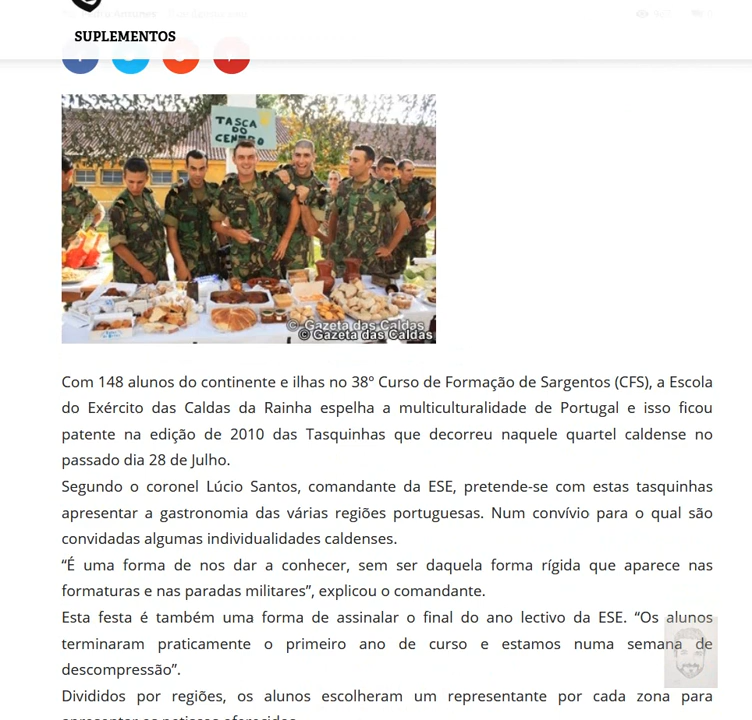 SUPLEMENTOS
TASCA
DO
CENTRO
© Gazeta das Caldas
© Gazeta das Caldas
Com 148 alunos do continente e ilhas no 38º Curso de Formação de Sargentos (CFS), a Escola
do Exército das Caldas da Rainha espelha a multiculturalidade de Portugal e isso ficou
patente na edição de 2010 das Tasquinhas que decorreu naquele quartel caldense no
passado dia 28 de Julho.
Segundo o coronel Lúcio Santos, comandante da ESE, pretende-se com estas tasquinhas
apresentar a gastronomia das várias regiões portuguesas. Num convívio para o qual são
convidadas algumas individualidades caldenses.
“É uma forma de nos dar a conhecer, sem ser daquela forma rígida que aparece nas
formaturas e nas paradas militares”, explicou o comandante.
Esta festa é também uma forma de assinalar o final do ano lectivo da ESE. “Os alunos
terminaram praticamente o primeiro ano de curso e estamos numa semana de
descompressão”.
Divididos por regiões, os alunos escolheram um representante por cada zona para
apresentar os petiscos oferecidos.